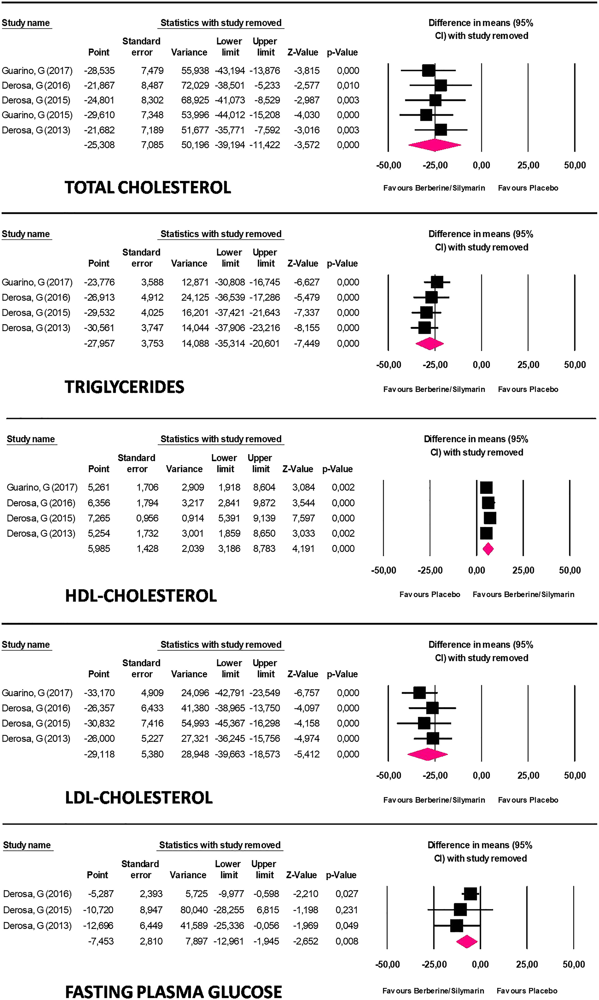 Study name Statistics with study removed Difference in means (95%
CI) with study removed
Standard Lower Upper
Point error Variance limit limit Z-Value p-Value
Guarino, G (2017) -28,535 7,479 55,938 -43,194 -13,876 -3,815 0,000
Derosa, G (2016) -21,867 8,487 72,029 -38,501 -5,233 -2,577 0,010
Derosa, G (2015) -24,801 8,302 68,925 -41,073 -8,529 -2,987 0,003
Guarino, G (2015) -29,610 7,348 53,996 -44,012 -15,208 -4,030 0,000
Derosa, G (2013) -21,682 7,189 51,677 -35,771 -7,592 -3,016 0,003
-25,308 7,085 50,196 -39,194 -11,422 -3,572 0,000
-50,00 -25,00 0,00 25,00 50,00
TOTAL CHOLESTEROL Favours Berberine/Silymarin Favours Placebo
Study name Statistics with study removed Difference in means (95%
CI) with study removed
Standard Lower Upper
Point error Variance limit limit Z-Value p-Value
Guarino, G (2017) -23,776 3,588 12,871 -30,808 -16,745 -6,627 0,000
Derosa, G (2016) -26,913 4,912 24,125 -36,539 -17,286 -5,479 0,000
Derosa, G (2015) -29,532 4,025 16,201 -37,421 -21,643 -7,337 0,000
Derosa, G (2013) -30,561 3,747 14,044 -37,906 -23,216 -8,155 0,000
-27,957 3,753 14,088 -35,314 -20,601 -7,449 0,000
-50,00 -25,00 0,00 25,00 50,00
TRIGLYCERIDES Favours Berberine/Silymarin Favours Placebo
Study name Statistics with study removed Difference in means (95%
CI) with study removed
Standard Lower Upper
Point error Variance limit limit Z-Value p-Value
Guarino, G (2017) 5,261 1,706 2,909 1,918 8,604 3,084 0,002
Derosa, G (2016) 6,356 1,794 3,217 2,841 9,872 3,544 0,000
Derosa, G (2015) 7,265 0,956 0,914 5,391 9,139 7,597 0,000
Derosa, G (2013) 5,254 1,732 3,001 1,859 8,650 3,033 0,002
5,985 1,428 2,039 3,186 8,783 4,191 0,000
-50,00 -25,00 0,00 25,00 50,00
HDL-CHOLESTEROL Favours Placebo Favours Berberine/Silymarin
Study name Statistics with study removed Difference in means (95%
CI) with study removed
Standard Lower Upper
Point error Variance limit limit Z-Value p-Value
Guarino, G (2017) -33,170 4,909 24,096 -42,791 -23,549 -6,757 0,000
Derosa, G (2016) -26,357 6,433 41,380 -38,965 -13,750 -4,097 0,000
Derosa, G (2015) -30,832 7,416 54,993 -45,367 -16,298 -4,158 0,000
Derosa, G (2013) -26,000 5,227 27,321 -36,245 -15,756 -4,974 0,000
-29,118 5,380 28,948 -39,663 -18,573 -5,412 0,000
-50,00 -25,00 0,00 25,00 50,00
LDL-CHOLESTEROL Favours Berberine/Silymarin Favours Placebo
Study name Statistics with study removed Difference in means (95%
CI) with study removed
Standard Lower Upper
Point error Variance limit limit Z-Value p-Value
Derosa, G (2016) -5,287 2,393 5,725 -9,977 -0,598 -2,210 0,027
Derosa, G (2015) -10,720 8,947 80,040 -28,255 6,815 -1,198 0,231
Derosa, G (2013) -12,696 6,449 41,589 -25,336 -0,056 -1,969 0,049
-7,453 2,810 7,897 -12,961 -1,945 -2,652 0,008
-50,00 -25,00 0,00 25,00 50,00
FASTING PLASMA GLUCOSE Favours Berberine/Silymarin Favours Placebo